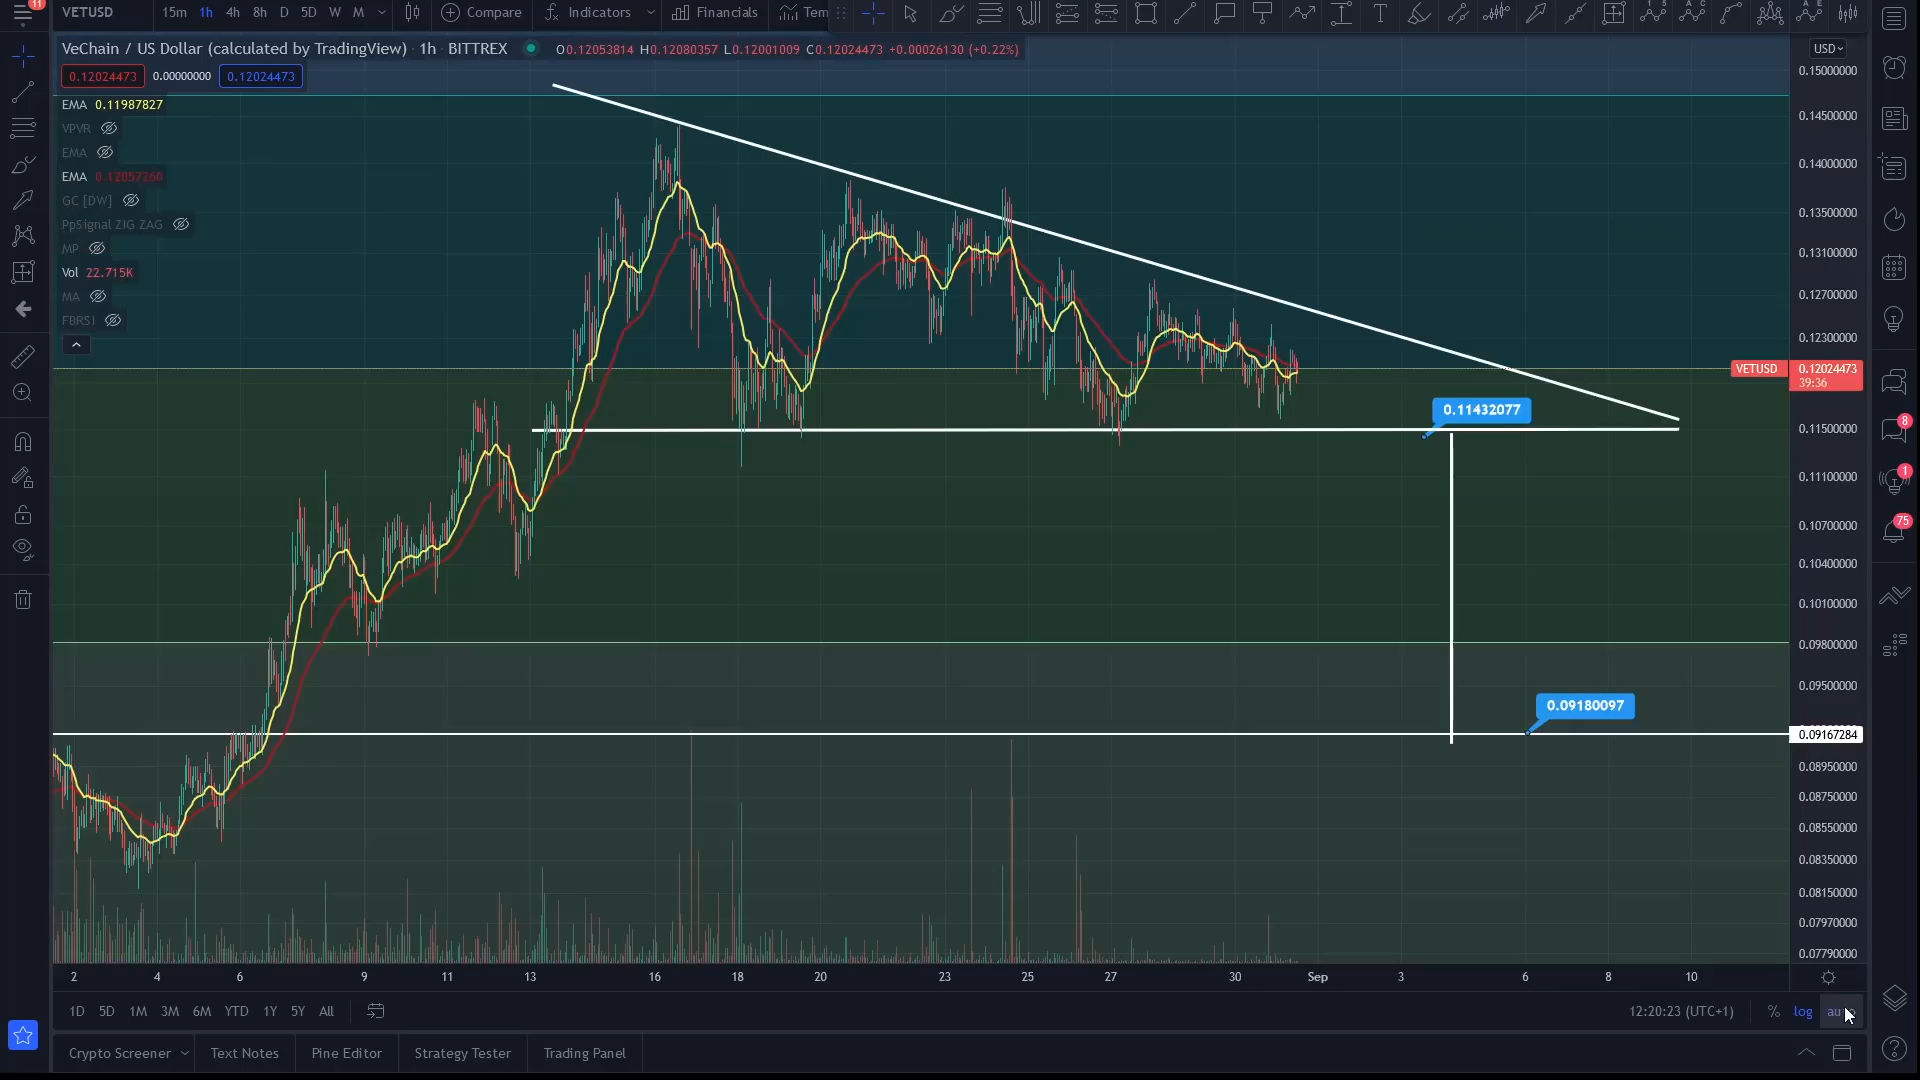 11
VETUSD 15m 1h 4h 8h D 5D W M Compare Indicators Financials Tem
VeChain / US Dollar (calculated by TradingView) · 1h · BITTREX O0.12053814 H0.12080357 L0.12001009 C0.12024473 +0.00026130 (+0.22%)
0.12024473 0.00000000 0.12024473
EMA 0.11987827
VPVR
EMA
EMA 0.12057760
GC [DW]
PpSignal ZIG ZAG
MP
Vol 22.715K
MA
FBRSI
USD
0.15000000
0.14500000
0.14000000
0.13500000
0.13100000
0.12700000
0.12300000
VETUSD 0.12024473
39:36
0.11432077
0.11500000
0.11100000
0.10700000
0.10400000
0.10100000
0.09800000
0.09500000
0.09180097
0.09167284
0.08950000
0.08750000
0.08550000
0.08350000
0.08150000
0.07970000
0.07790000
8
1
75
2 4 6 9 11 13 16 18 20 23 25 27 30 Sep 3 6 8 10
1D 5D 1M 3M 6M YTD 1Y 5Y All 12:20:23 (UTC+1) % log
Crypto Screener Text Notes Pine Editor Strategy Tester Trading Panel